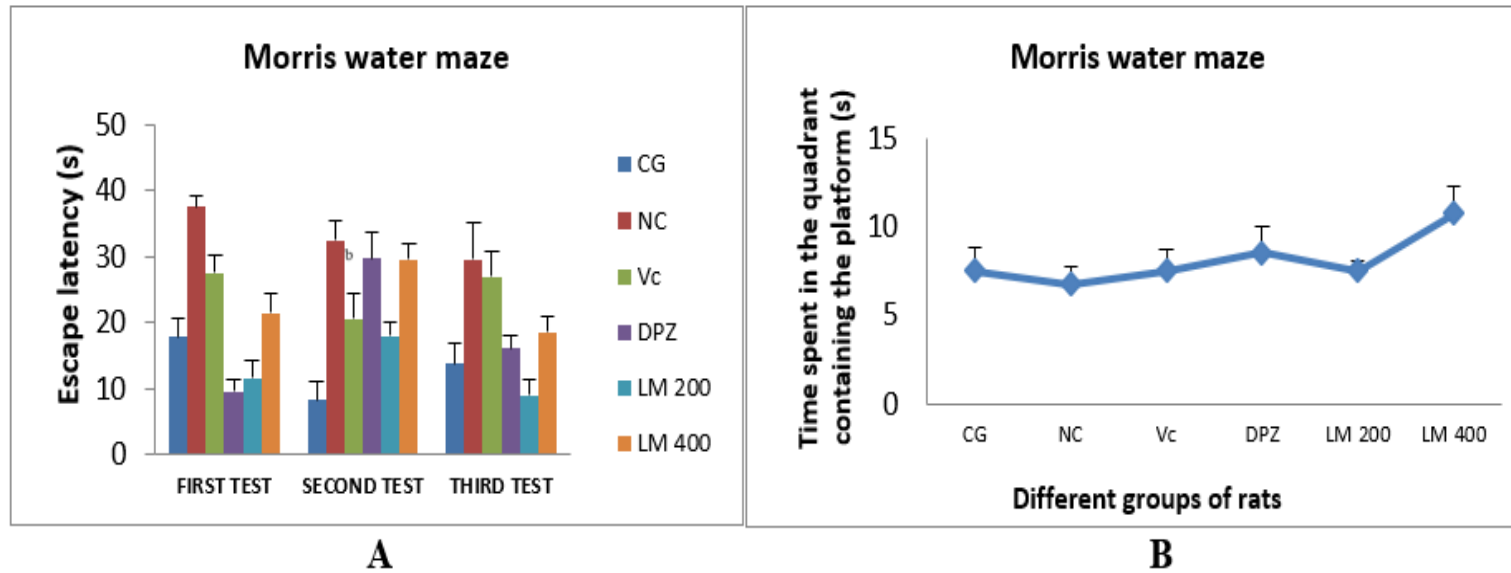 Morris water maze
Escape latency (s)
50
40
30
20
10
0
b
FIRST TEST SECOND TEST THIRD TEST
CG
NC
Vc
DPZ
LM 200
LM 400
A
Morris water maze
Time spent in the quadrant
containing the platform (s)
15
10
5
0
CG NC Vc DPZ LM 200 LM 400
Different groups of rats
B